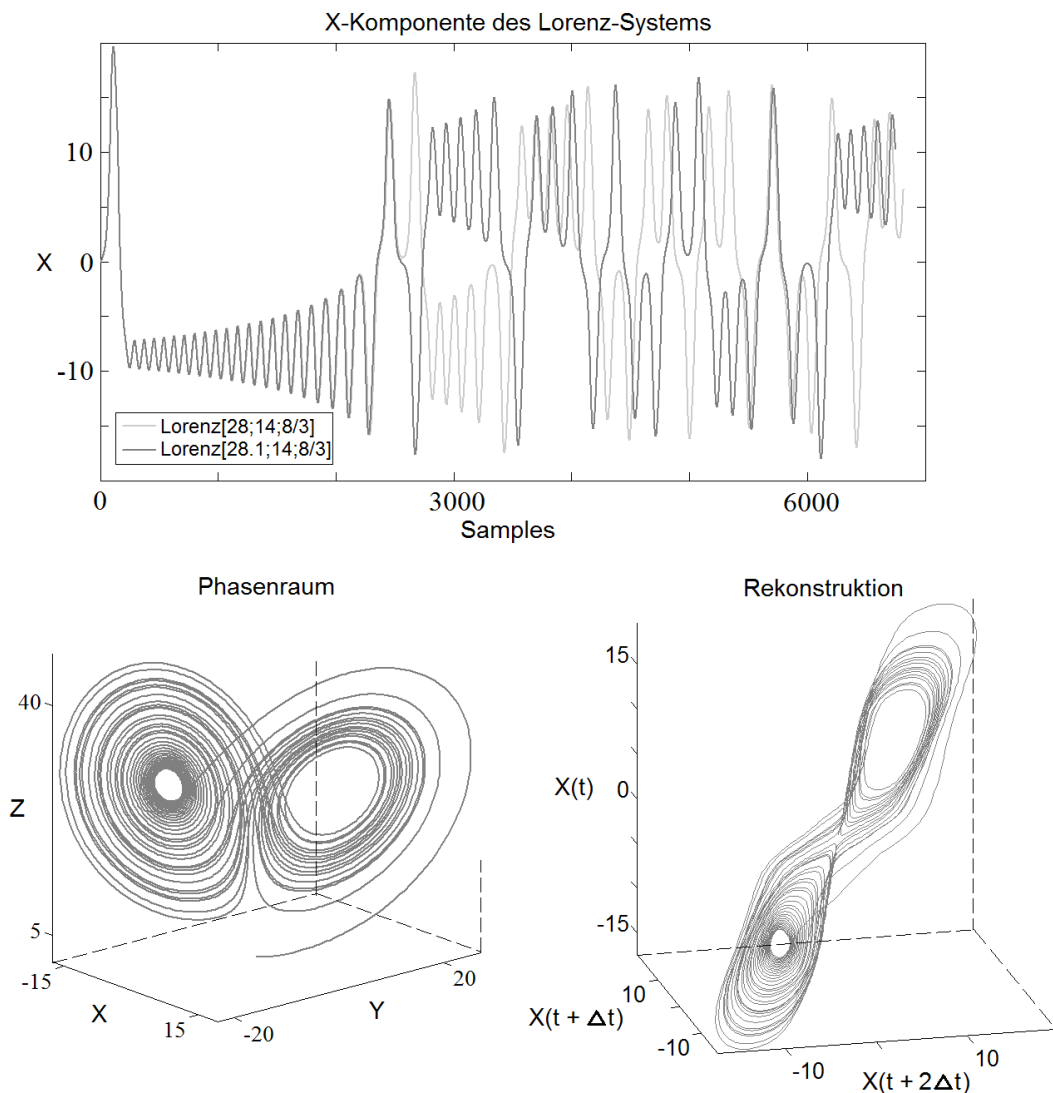 X-Komponente des Lorenz-Systems
10
X
0
-10
Lorenz[28;14;8/3]
Lorenz[28.1;14;8/3]
0
3000
6000
Samples
Phasenraum
40
Z
5
-15
X
15
-20
Y
20
Rekonstruktion
15
X(t)
0
-15
10
X(t + Δt)
-10
-10
10
X(t + 2Δt)